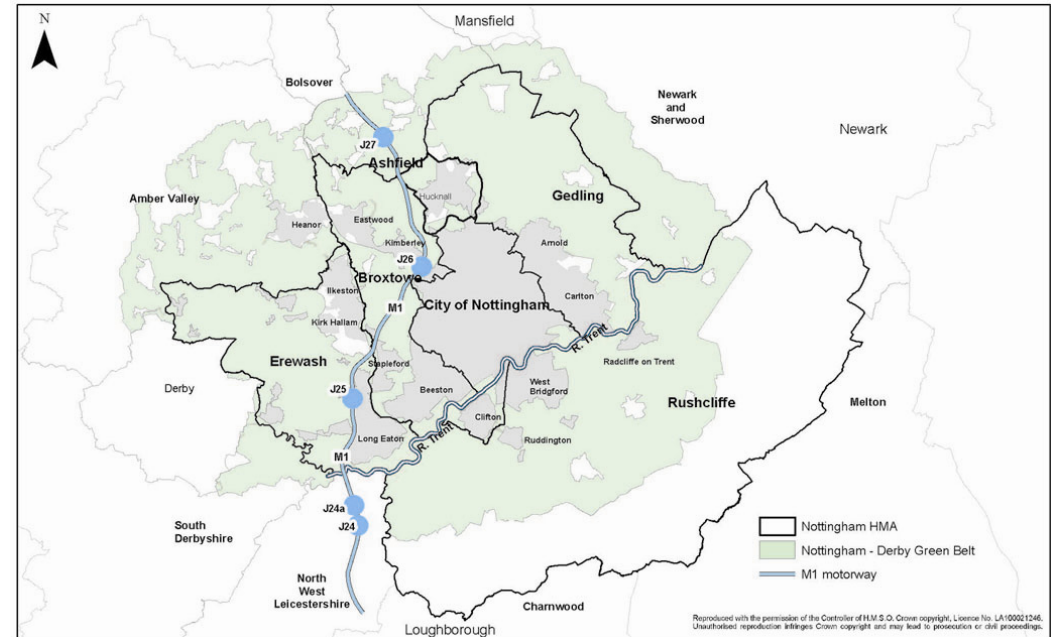 N
Mansfield
Bolsover
Newark
and
Sherwood
Newark
J27
Ashfield
Hucknall
Gedling
Amber Valley
Heanor
Eastwood
Arnold
Kimberley
J26
Broxtowe
Ilkeston
City of Nottingham
Carlton
M1
Kirk Hallam
R. Trent
Erewash
Stapleford
Radcliffe on Trent
Derby
J25
Beeston
West
Bridgford
Rushcliffe
Melton
Clifton
Long Eaton
R. Trent
Ruddington
M1
J24a
J24
South
Derbyshire
Nottingham HMA
Nottingham - Derby Green Belt
M1 motorway
North
West
Leicestershire
Charnwood
Loughborough
Reproduced with the permission of the Controller of H.M.S.O. Crown copyright, Licence No. LA100021246.
Unauthorised reproduction infringes Crown copyright and may lead to prosecution or civil proceedings.